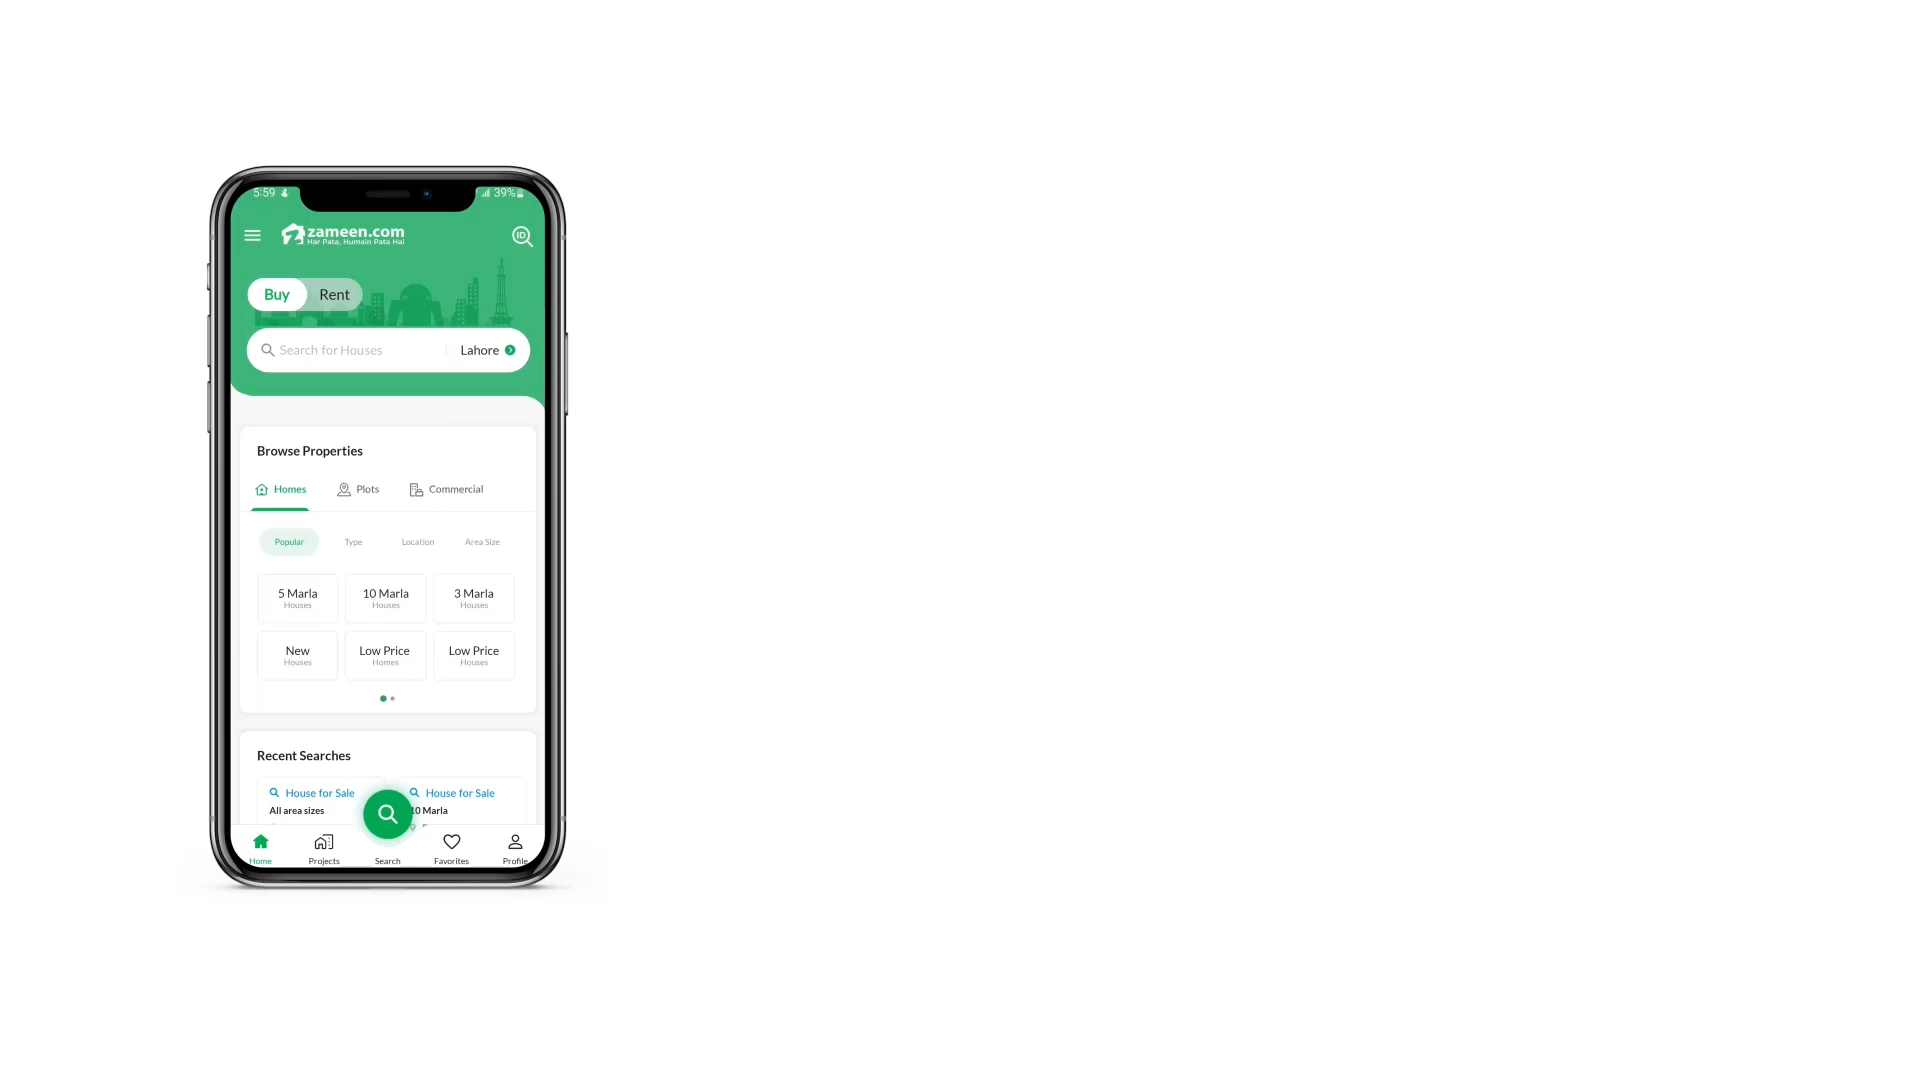 5:59
39%
zameen.com
Har Pata, Humain Pata Hai
ID
Buy Rent
Search for Houses Lahore
Browse Properties
Homes Plots Commercial
Popular Type Location Area Size
5 Marla 10 Marla 3 Marla
Houses Houses Houses
New Low Price Low Price
Houses Homes Houses
Recent Searches
House for Sale House for Sale
All area sizes 10 Marla
Home Projects Search Favorites Profile